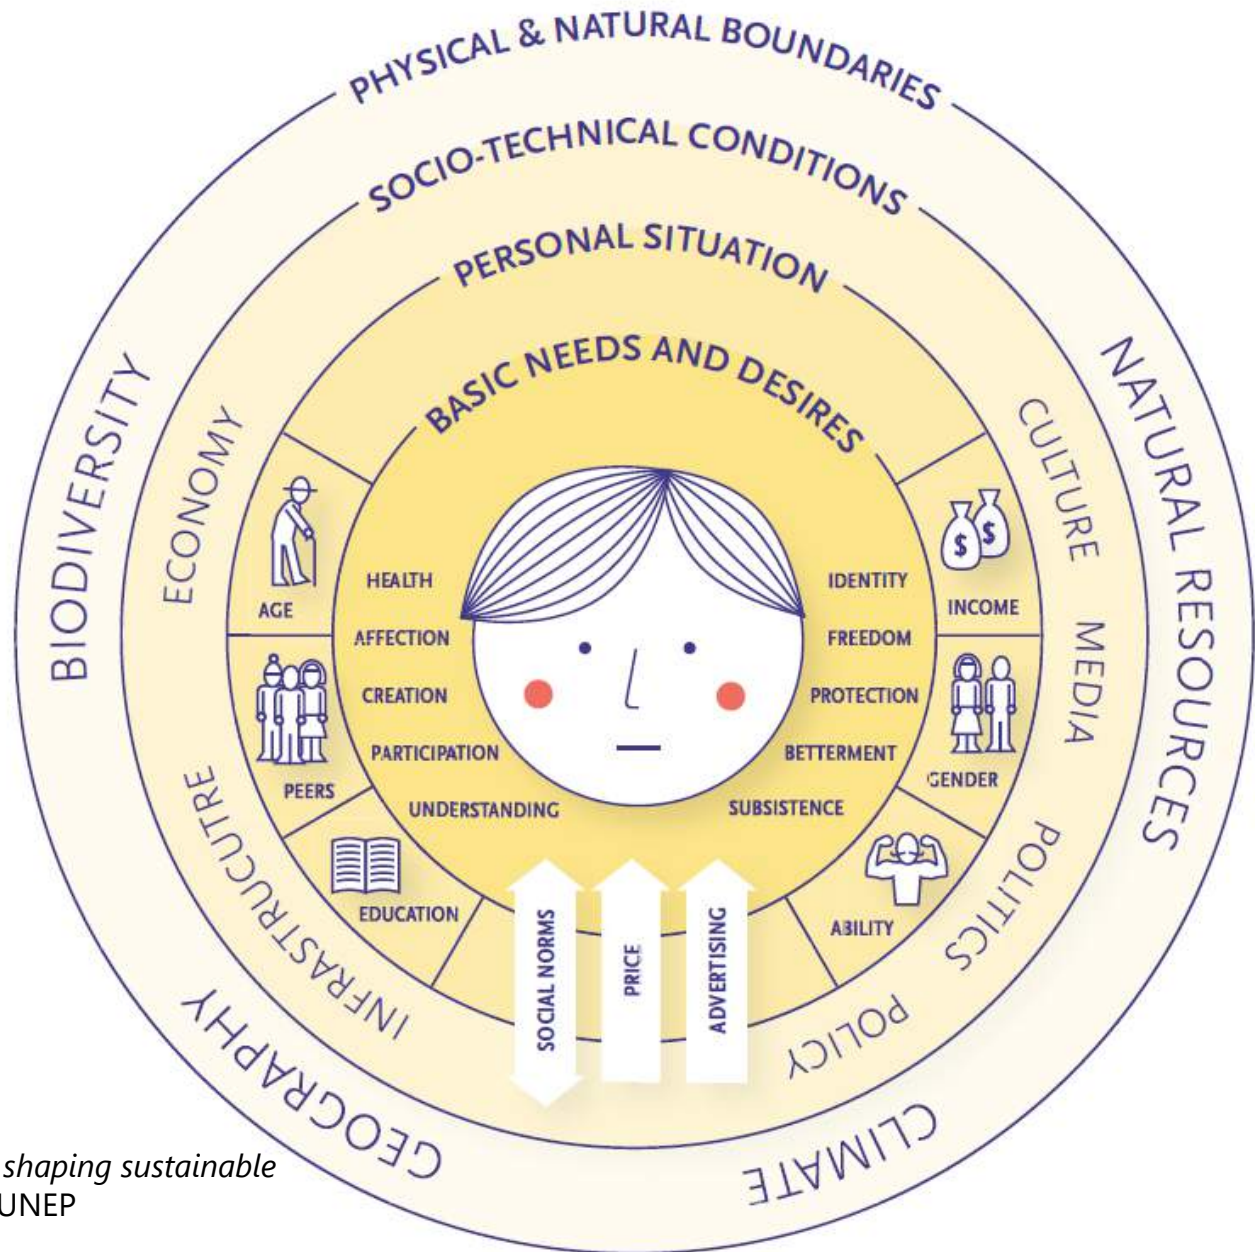 PHYSICAL & NATURAL BOUNDARIES
SOCIO-TECHNICAL CONDITIONS
PERSONAL SITUATION
BASIC NEEDS AND DESIRES
BIODIVERSITY
NATURAL RESOURCES
GEOGRAPHY
CLIMATE
ECONOMY
CULTURE
MEDIA
INFRASTRUCUTRE
POLITICS
POLICY
AGE
PEERS
EDUCATION
$ $
INCOME
GENDER
ABILITY
HEALTH
AFFECTION
CREATION
PARTICIPATION
UNDERSTANDING
IDENTITY
FREEDOM
PROTECTION
BETTERMENT
SUBSISTENCE
SOCIAL NORMS
PRICE
ADVERTISING
shaping sustainable
UNEP